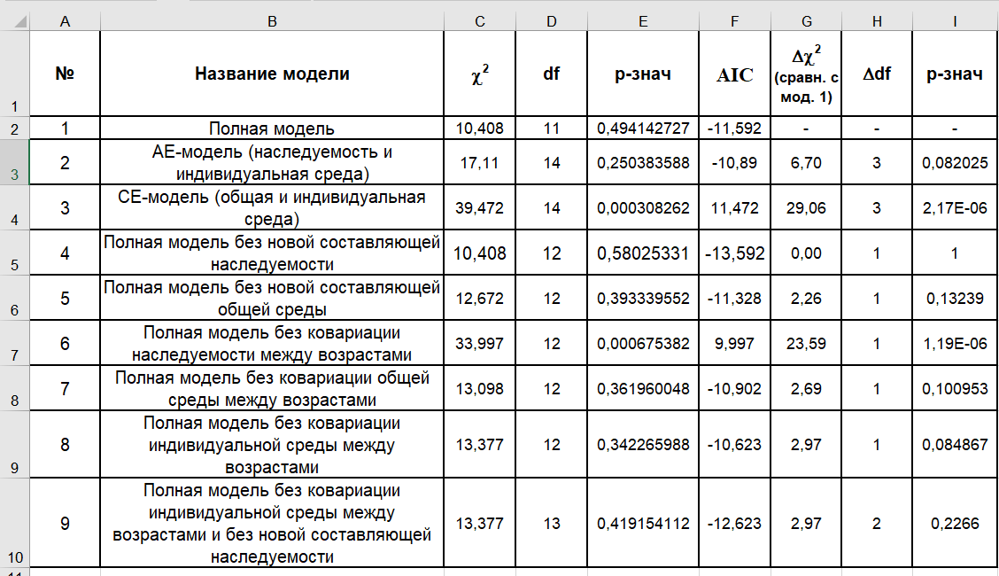 A B C D E F G H I
1 № Название модели χ² df р-знач AIC Δχ² (сравн. с мод. 1) Δdf р-знач
2 1 Полная модель 10,408 11 0,494142727 -11,592 - - -
3 2 АЕ-модель (наследуемость и
индивидуальная среда) 17,11 14 0,250383588 -10,89 6,70 3 0,082025
4 3 СЕ-модель (общая и индивидуальная
среда) 39,472 14 0,000308262 11,472 29,06 3 2,17E-06
5 4 Полная модель без новой составляющей
наследуемости 10,408 12 0,58025331 -13,592 0,00 1 1
6 5 Полная модель без новой составляющей
общей среды 12,672 12 0,393339552 -11,328 2,26 1 0,13239
7 6 Полная модель без ковариации
наследуемости между возрастами 33,997 12 0,000675382 9,997 23,59 1 1,19E-06
8 7 Полная модель без ковариации общей
среды между возрастами 13,098 12 0,361960048 -10,902 2,69 1 0,100953
9 8 Полная модель без ковариации
индивидуальной среды между
возрастами 13,377 12 0,342265988 -10,623 2,97 1 0,084867
10 9 Полная модель без ковариации
индивидуальной среды между
возрастами и без новой составляющей
наследуемости 13,377 13 0,419154112 -12,623 2,97 2 0,2266